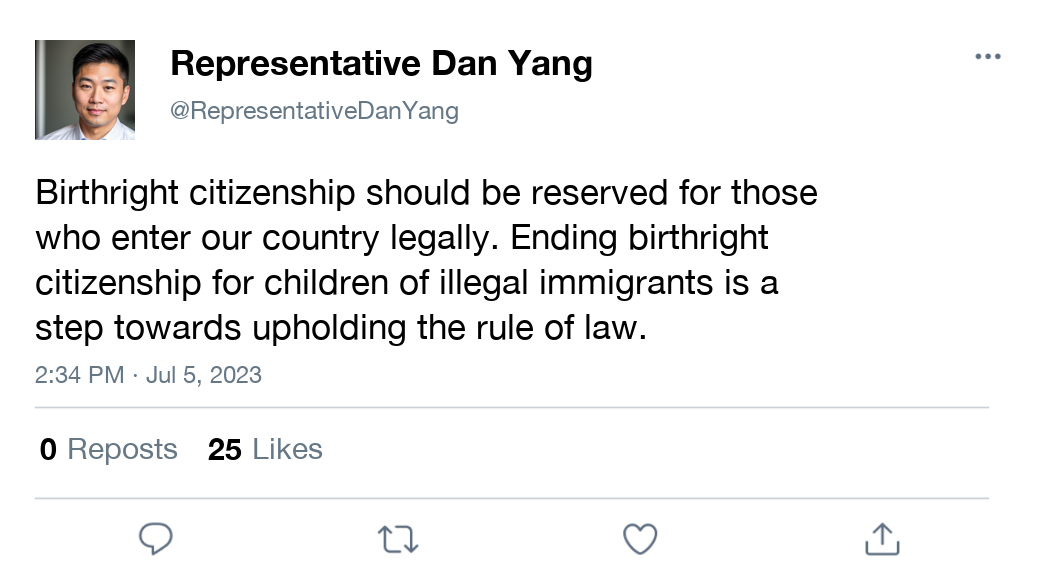 Representative Dan Yang
@RepresentativeDanYang
Birthright citizenship should be reserved for those
who enter our country legally. Ending birthright
citizenship for children of illegal immigrants is a
step towards upholding the rule of law.
2:34 PM · Jul 5, 2023
0 Reposts 25 Likes